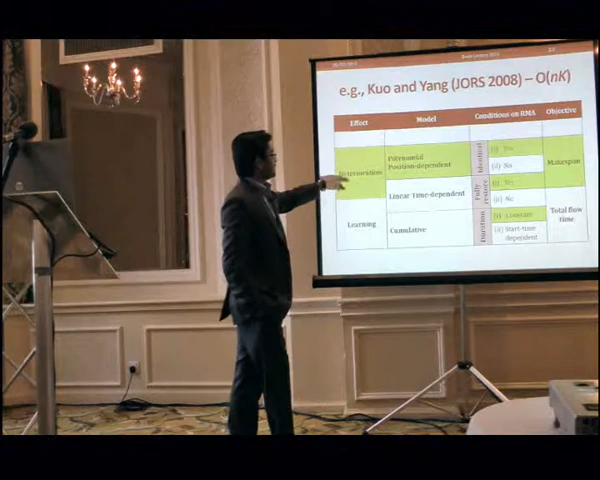 e.g., Kuo and Yang (JORS 2008) – O(nK)
Effect Model Conditions on RMA Objective
Deterioration
Polynomial
Position-dependent
Linear Time-dependent
Learning
Cumulative
Identical
(i) Yes
(ii) No
Fully restore
(i) Yes
(ii) No
Duration
(i) Constant
(ii) Start-time
dependent
Makespan
Total flow
time